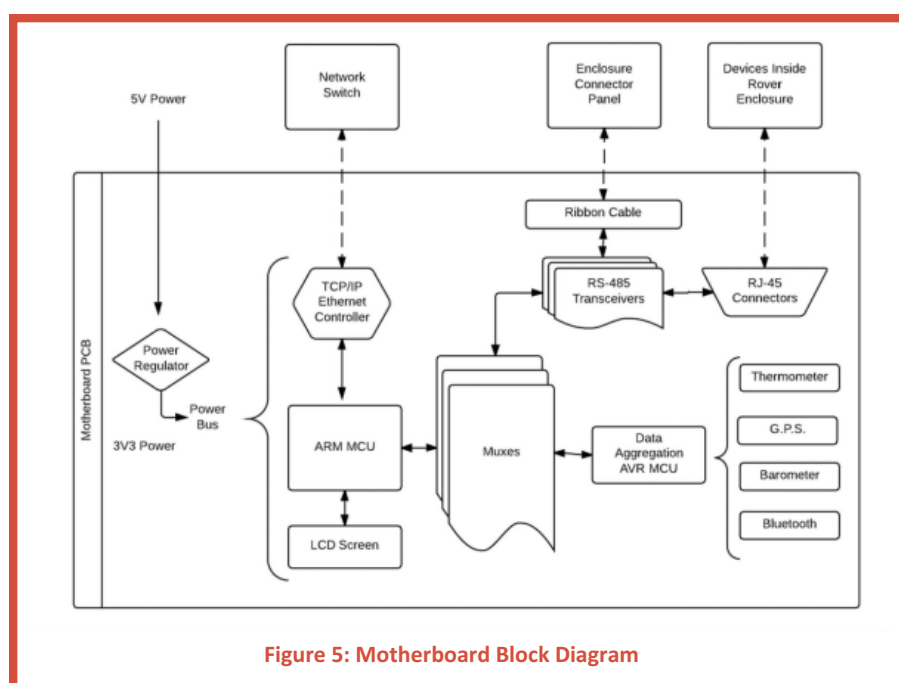 Network
Switch
Enclosure
Connector
Panel
Devices Inside
Rover
Enclosure
5V Power
Motherboard PCB
Ribbon Cable
TCP/IP
Ethernet
Controller
RS-485
Transceivers
RJ-45
Connectors
Power
Regulator
Power
Bus
3V3 Power
ARM MCU
Muxes
Data
Aggregation
AVR MCU
Thermometer
G.P.S.
Barometer
Bluetooth
LCD Screen
Figure 5: Motherboard Block Diagram